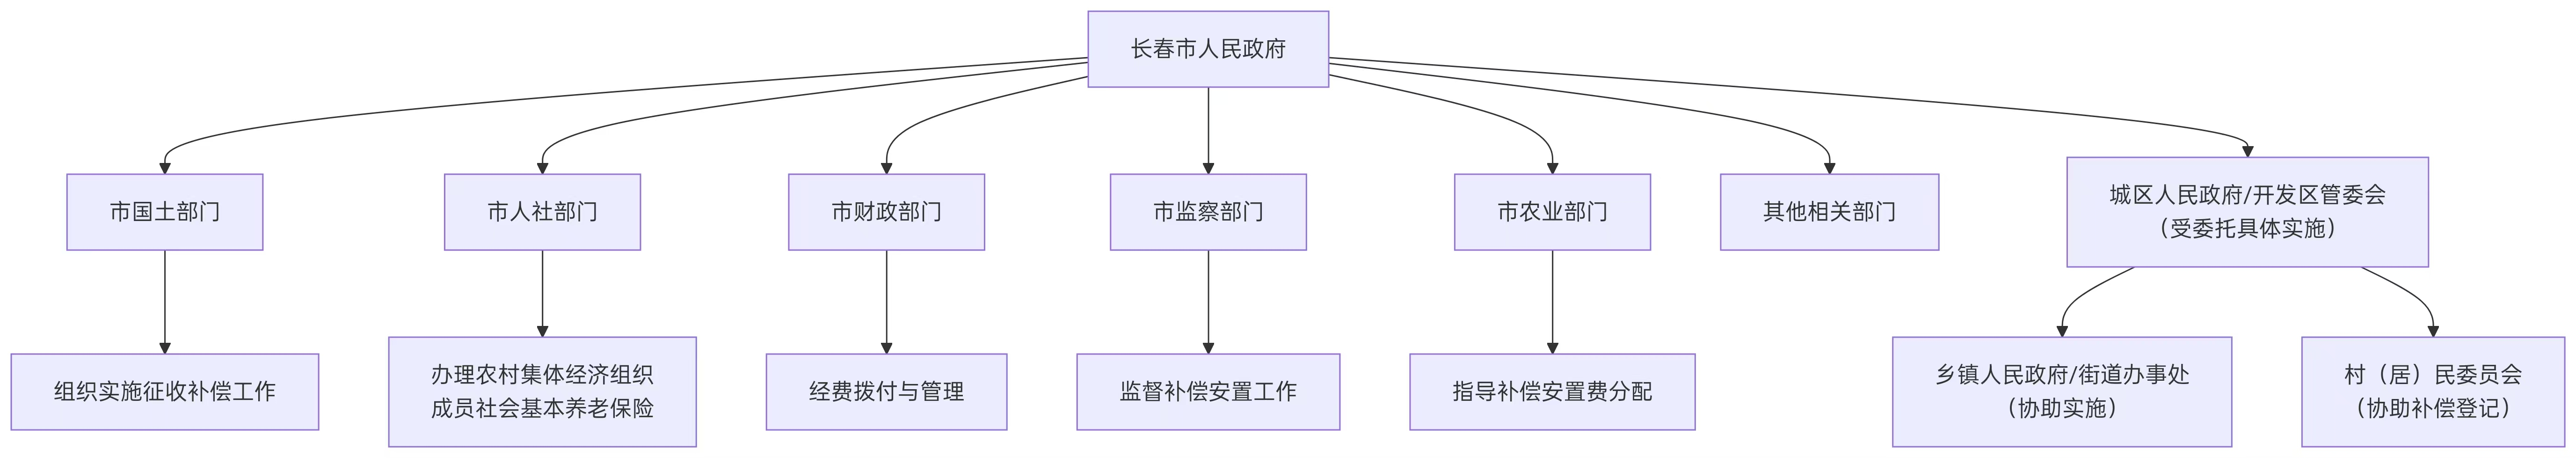 长春市人民政府
市国土部门
市人社部门
市财政部门
市监察部门
市农业部门
其他相关部门
城区人民政府/开发区管委会
（受委托具体实施）
组织实施征收补偿工作
办理农村集体经济组织
成员社会基本养老保险
经费拨付与管理
监督补偿安置工作
指导补偿安置费分配
乡镇人民政府/街道办事处
（协助实施）
村（居）民委员会
（协助补偿登记）